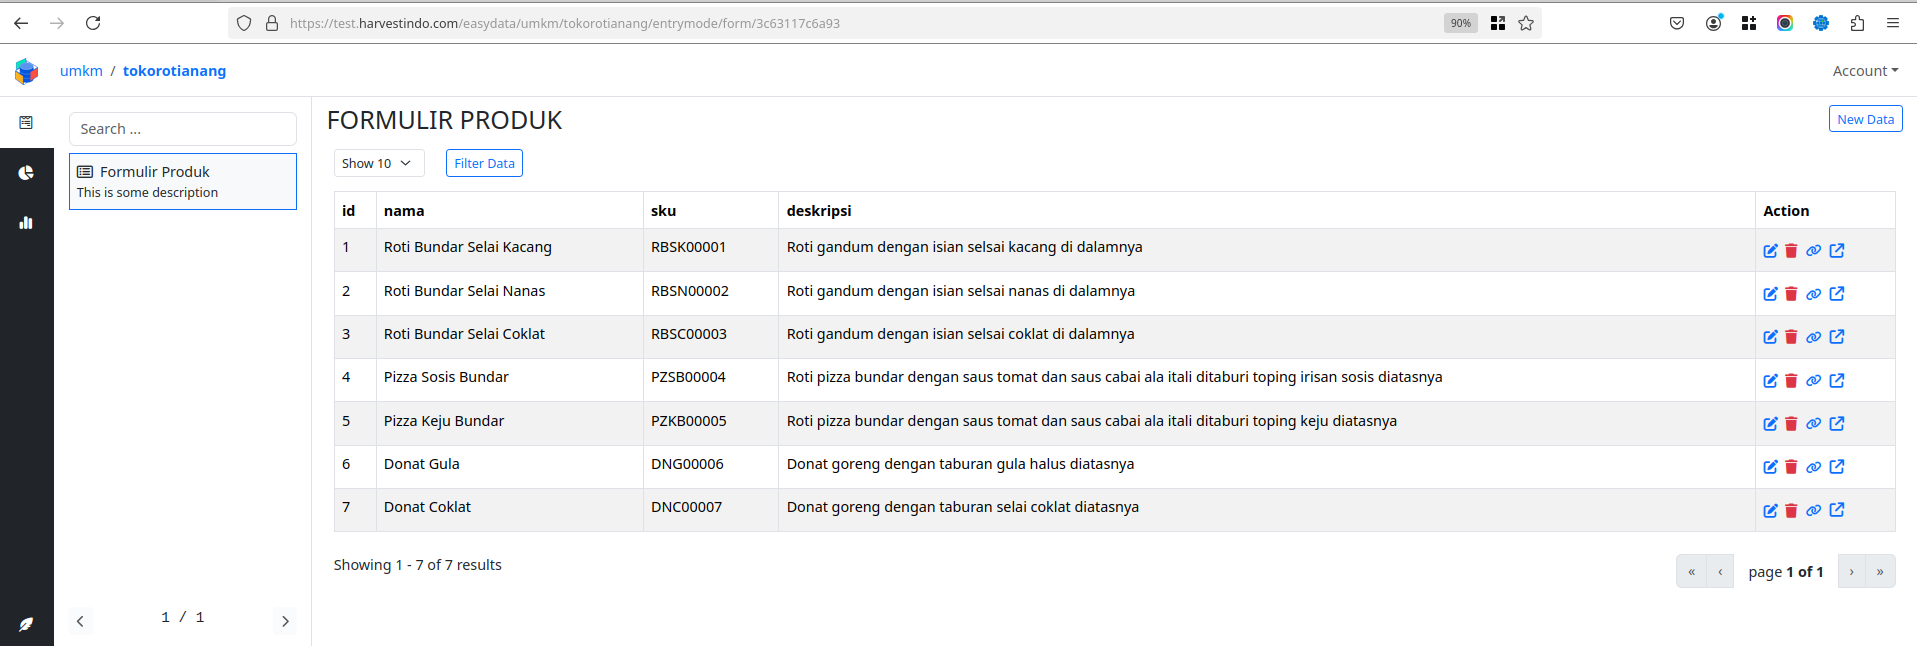 https://test.harvestindo.com/easydata/umkm/tokorotianang/entrymode/form/3c63117c6a93
90%
umkm / tokorotianang
Account
Search ...
Formulir Produk
This is some description
1 / 1
FORMULIR PRODUK
New Data
Show 10
Filter Data
id nama sku deskripsi Action
1 Roti Bundar Selai Kacang RBSK00001 Roti gandum dengan isian selsai kacang di dalamnya
2 Roti Bundar Selai Nanas RBSN00002 Roti gandum dengan isian selsai nanas di dalamnya
3 Roti Bundar Selai Coklat RBSC00003 Roti gandum dengan isian selsai coklat di dalamnya
4 Pizza Sosis Bundar PZSB00004 Roti pizza bundar dengan saus tomat dan saus cabai ala itali ditaburi toping irisan sosis diatasnya
5 Pizza Keju Bundar PZKB00005 Roti pizza bundar dengan saus tomat dan saus cabai ala itali ditaburi toping keju diatasnya
6 Donat Gula DNG00006 Donat goreng dengan taburan gula halus diatasnya
7 Donat Coklat DNC00007 Donat goreng dengan taburan selai coklat diatasnya
Showing 1 - 7 of 7 results
« ‹ page 1 of 1 › »